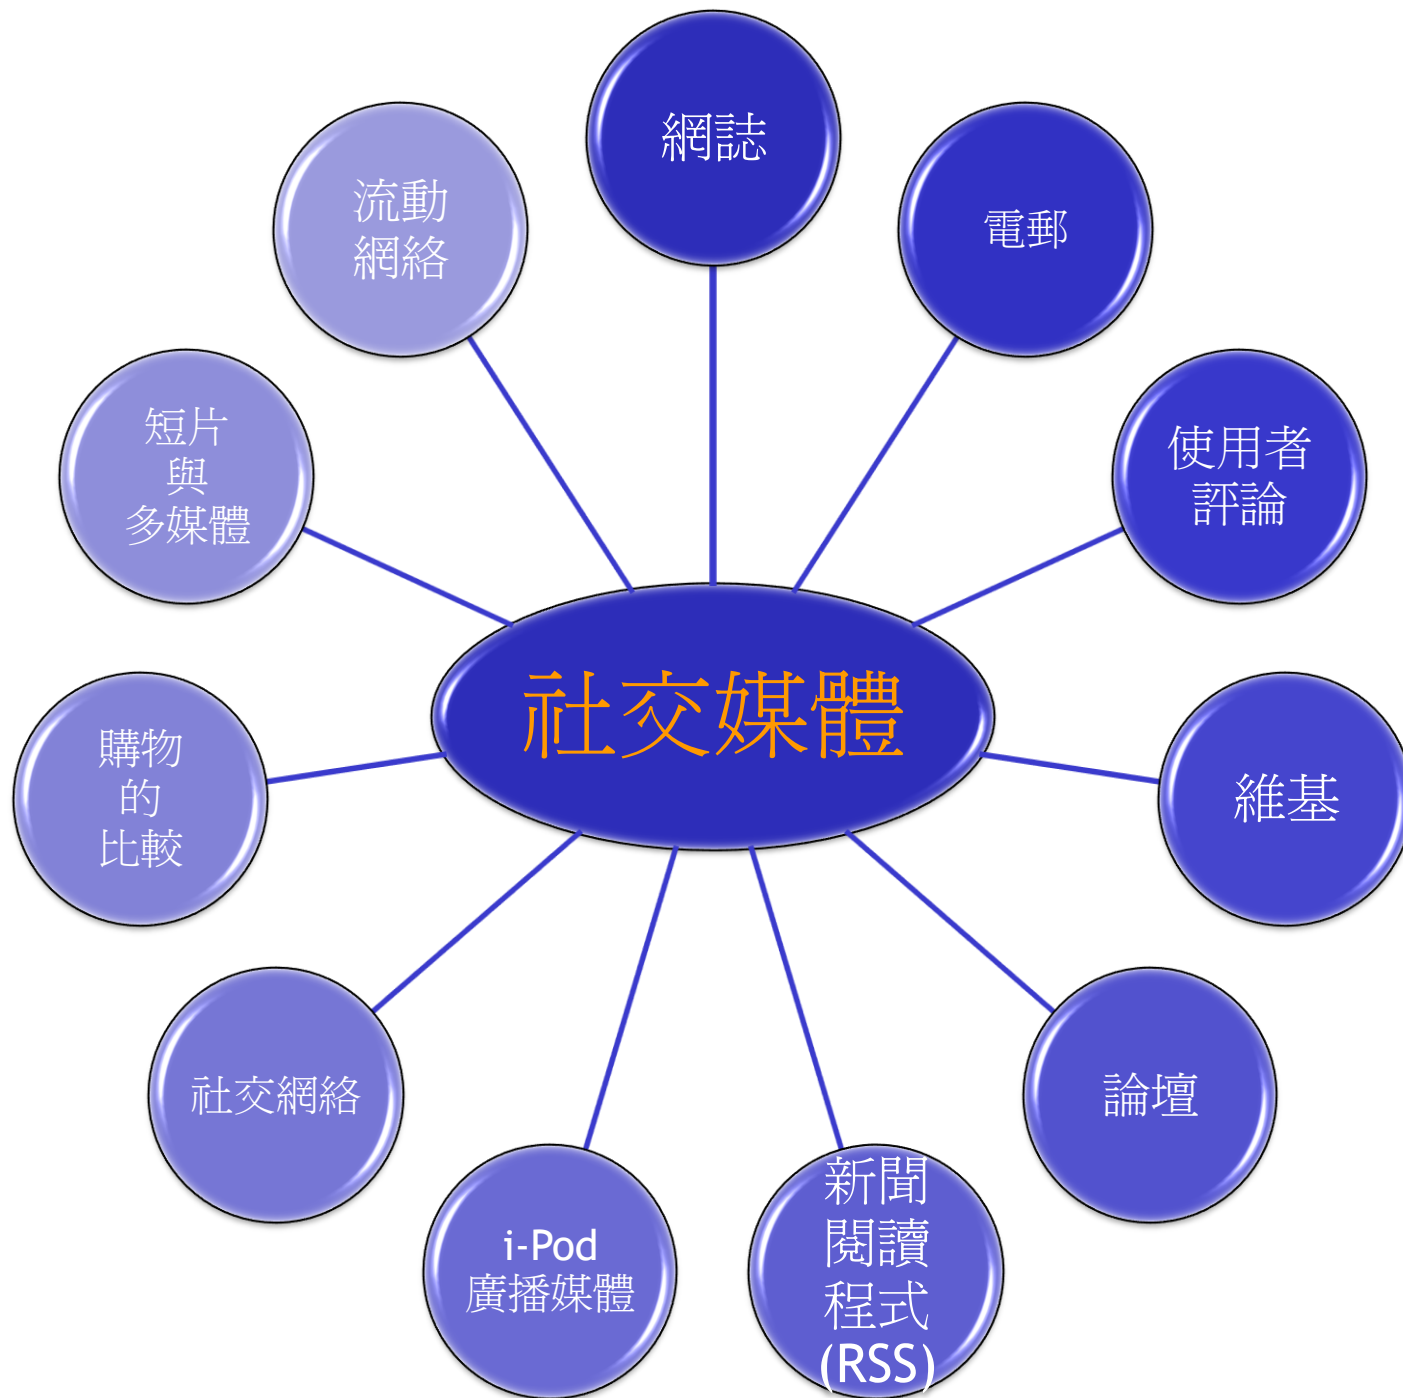 網誌
電郵
使用者
評論
維基
論壇
新聞
閱讀
程式
(RSS)
i-Pod
廣播媒體
社交網絡
購物
的
比較
短片
與
多媒體
流動
網絡
社交媒體